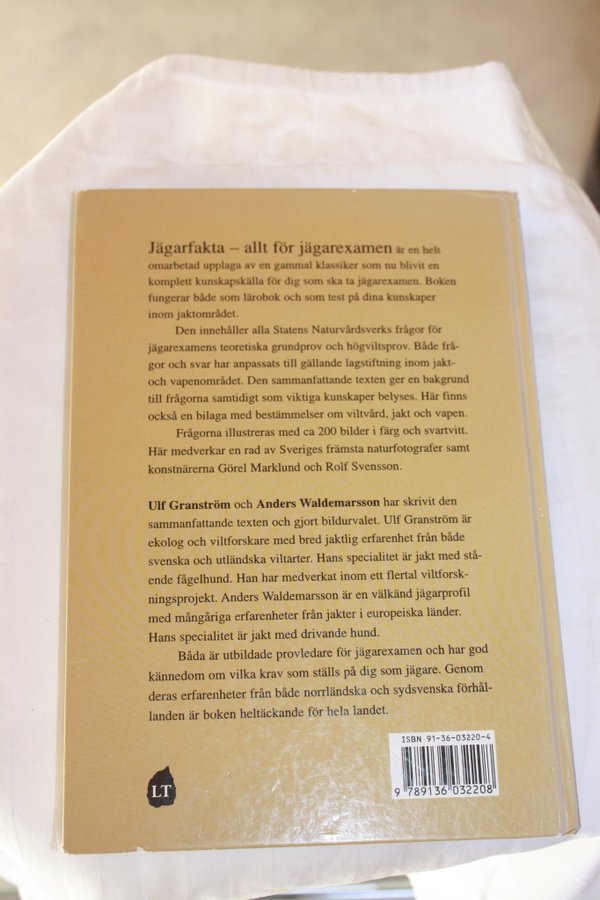 Jägarfakta – allt för jägarexamen är en helt
omarbetad upplaga av en gammal klassiker som nu blivit en
komplett kunskapskälla för dig som ska ta jägarexamen. Boken
fungerar både som lärobok och som test på dina kunskaper
inom jaktområdet.
Den innehåller alla Statens Naturvårdsverks frågor för
jägarexamens teoretiska grundprov och högviltsprov. Både frå-
gor och svar har anpassats till gällande lagstiftning inom jakt-
och vapenområdet. Den sammanfattande texten ger en bakgrund
till frågorna samtidigt som viktiga kunskaper belyses. Här finns
också en bilaga med bestämmelser om viltvård, jakt och vapen.
Frågorna illustreras med ca 200 bilder i färg och svartvitt.
Här medverkar en rad av Sveriges främsta naturfotografer samt
konstnärerna Görel Marklund och Rolf Svensson.
Ulf Granström och Anders Waldemarsson har skrivit den
sammanfattande texten och gjort bildurvalet. Ulf Granström är
ekolog och viltforskare med bred jaktlig erfarenhet från både
svenska och utländska viltarter. Hans specialitet är jakt med stå-
ende fågelhund. Han har medverkat inom ett flertal viltforsk-
ningsprojekt. Anders Waldemarsson är en välkänd jägarprofil
med mångåriga erfarenheter från jakter i europeiska länder.
Hans specialitet är jakt med drivande hund.
Båda är utbildade provledare för jägarexamen och har god
kännedom om vilka krav som ställs på dig som jägare. Genom
deras erfarenheter från både norrländska och sydsvenska förhål-
landen är boken heltäckande för hela landet.
ISBN 91-36-03220-4
9 789136 032208
LT